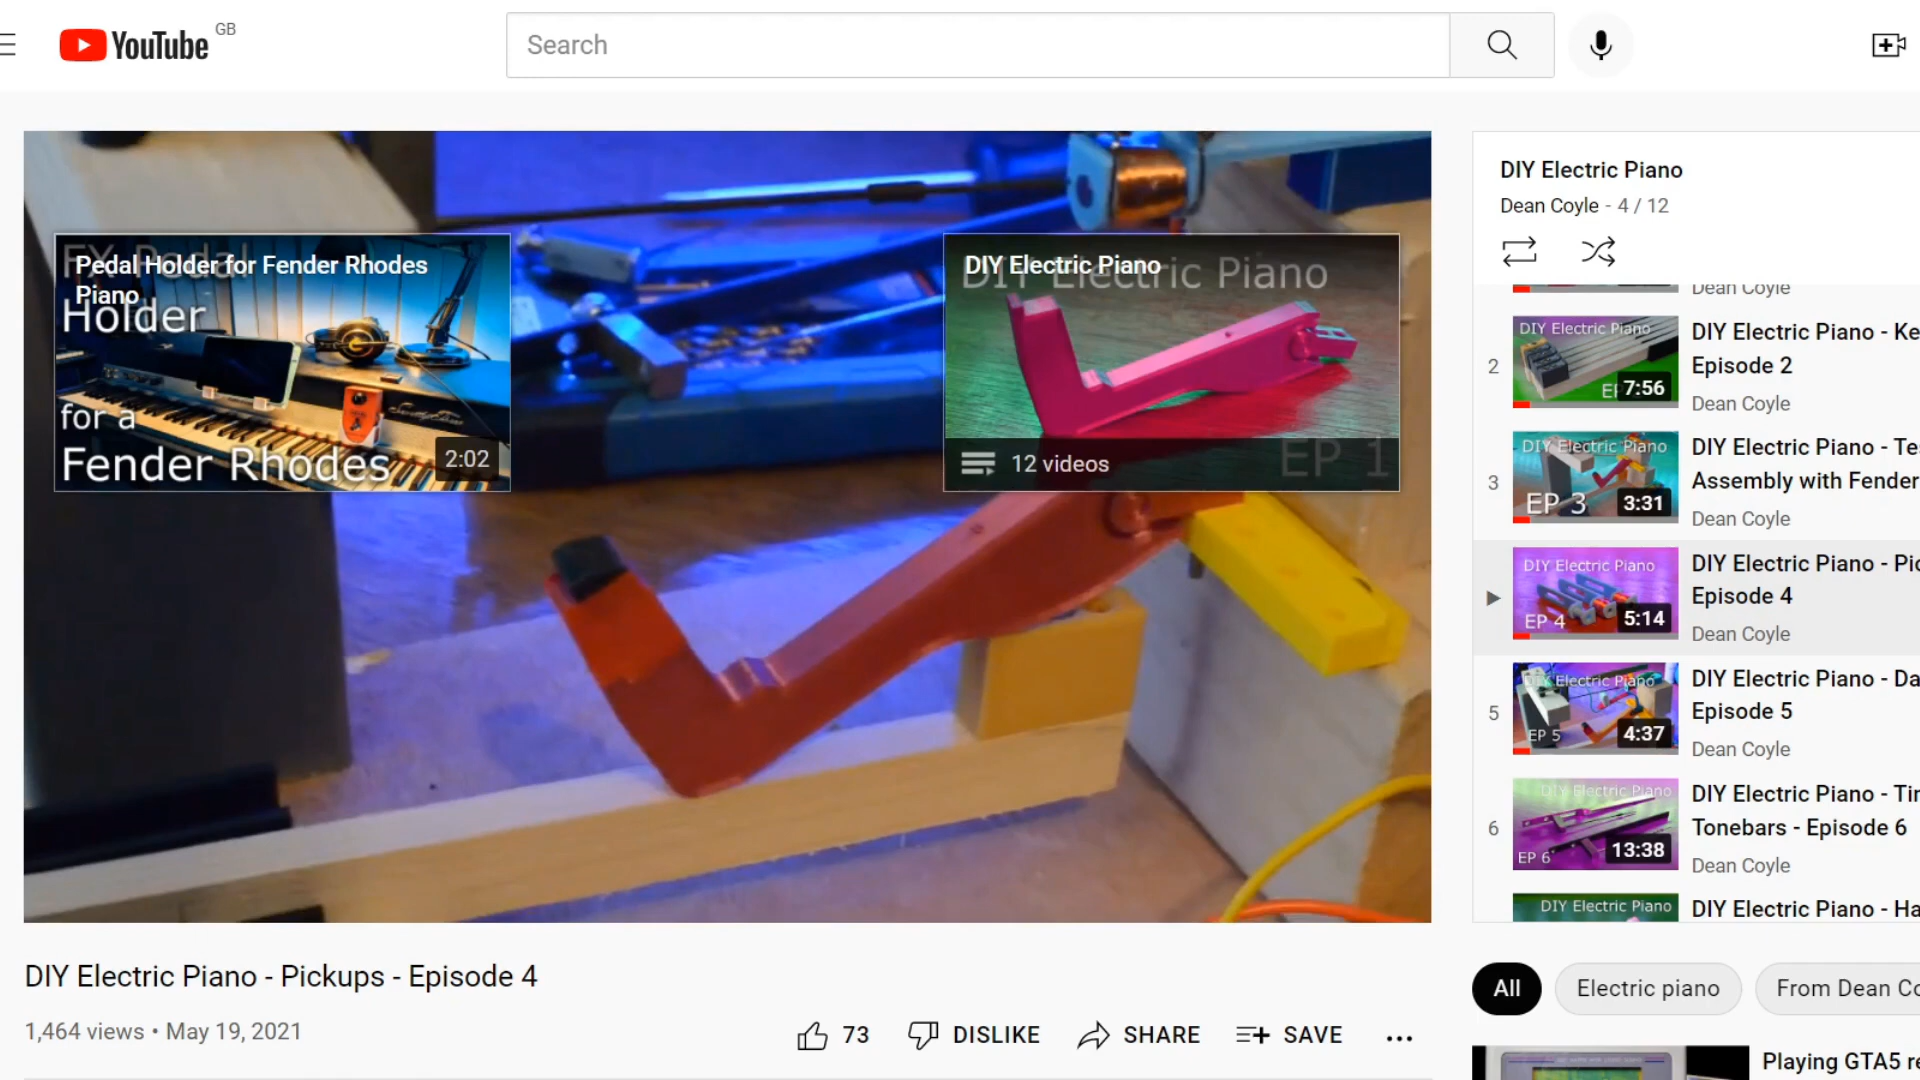 YouTube GB
Search
FX Pedal
Holder
for a
Fender Rhodes
Pedal Holder for Fender Rhodes
Piano
2:02
DIY Electric Piano
DIY Electric Piano
12 videos
EP 1
DIY Electric Piano - Pickups - Episode 4
1,464 views • May 19, 2021
73
DISLIKE
SHARE
SAVE
DIY Electric Piano
Dean Coyle - 4 / 12
Dean Coyle
2
DIY Electric Piano
7:56
DIY Electric Piano - Ke
Episode 2
Dean Coyle
3
DIY Electric Piano
EP 3
3:31
DIY Electric Piano - Te
Assembly with Fender
Dean Coyle
DIY Electric Piano
EP 4
5:14
DIY Electric Piano - Pic
Episode 4
Dean Coyle
5
DIY Electric Piano
EP 5
4:37
DIY Electric Piano - Da
Episode 5
Dean Coyle
6
DIY Electric Piano
EP 6
13:38
DIY Electric Piano - Tin
Tonebars - Episode 6
Dean Coyle
DIY Electric Piano
DIY Electric Piano - Ha
All
Electric piano
From Dean Co
Playing GTA5 re